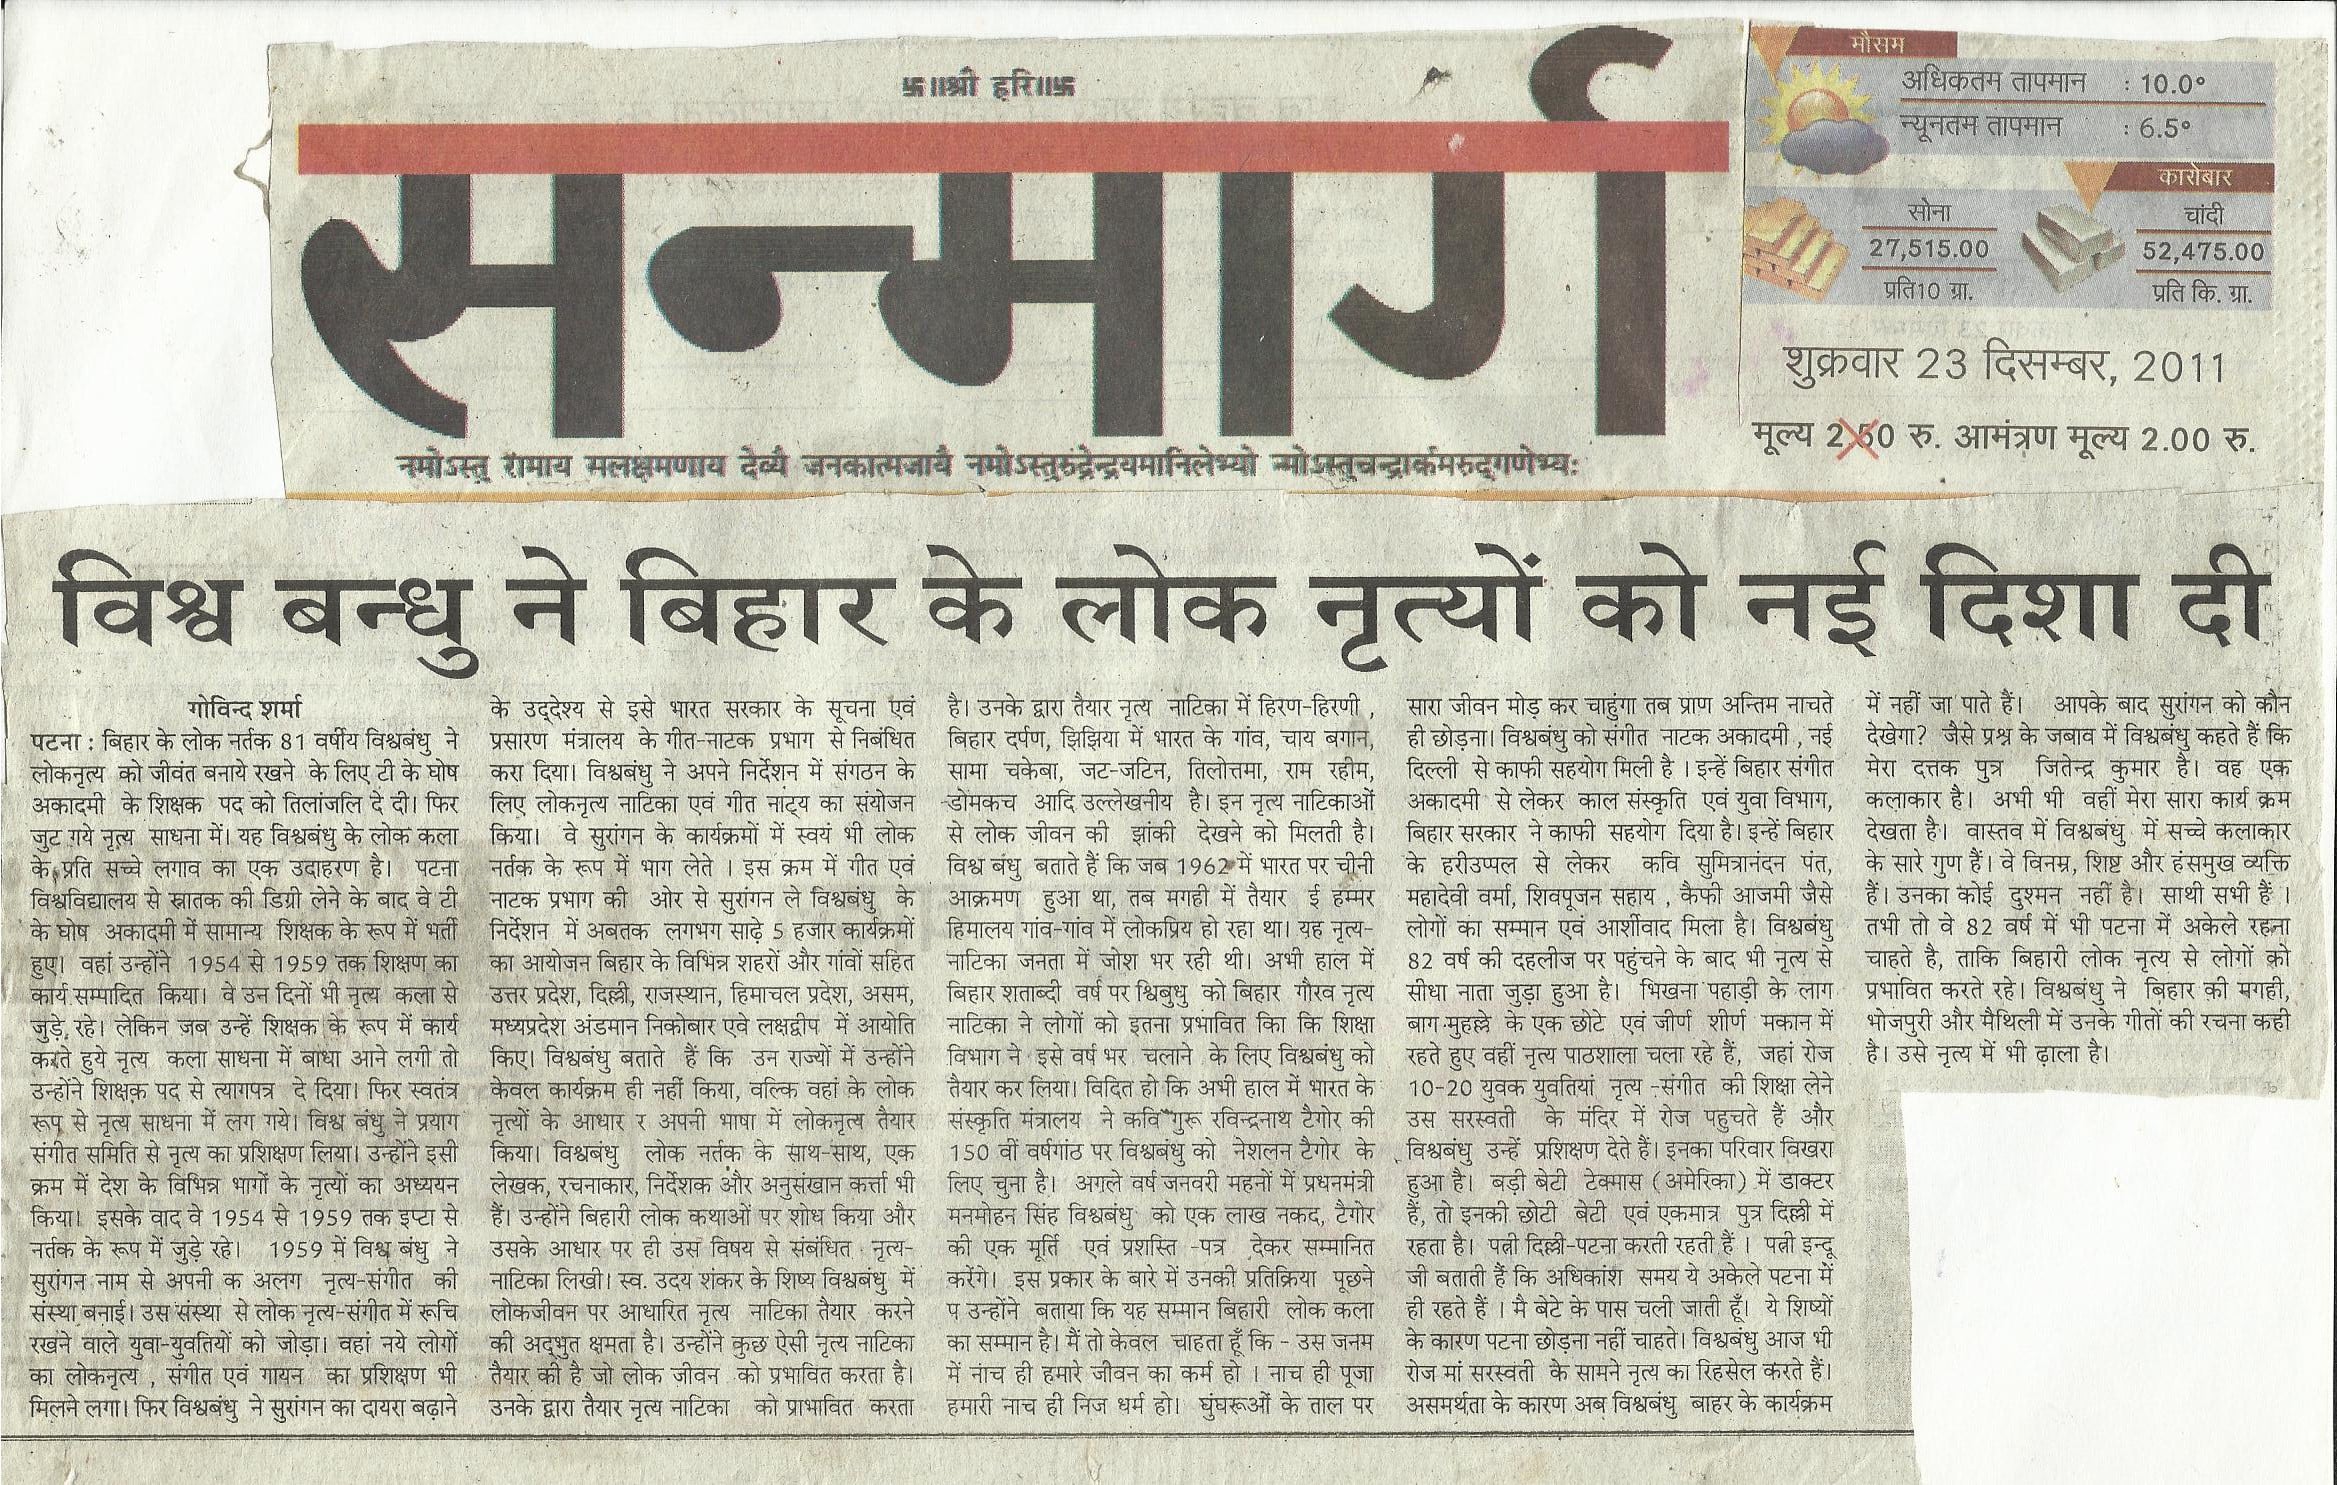 卐॥श्री हरि॥卐
सन्मार्ग
नमोऽस्तु रामाय मलक्षमणाय देव्यै जनकात्मजायै नमोऽस्तुरुंद्रेन्द्रयमानिलेभ्यो न्मोऽस्तुचन्द्रार्कमरुद्‌गणेभ्य:
मौसम
अधिकतम तापमान : 10.0°
न्यूनतम तापमान : 6.5°
कारोबार
सोना
27,515.00
प्रति10 ग्रा.
चांदी
52,475.00
प्रति कि. ग्रा.
शुक्रवार 23 दिसम्बर, 2011
मूल्य 2.50 रु. आमंत्रण मूल्य 2.00 रु.
विश्व बन्धु ने बिहार के लोक नृत्यों को नई दिशा दी
गोविन्द शर्मा
पटना : बिहार के लोक नर्तक 81 वर्षीय विश्वबंधु ने
लोकनृत्य को जीवंत बनाये रखने के लिए टी के घोष
अकादमी के शिक्षक पद को तिलांजलि दे दी। फिर
जुट गये नृत्य साधना में। यह विश्वबंधु के लोक कला
के प्रति सच्चे लगाव का एक उदाहरण है। पटना
विश्वविद्यालय से स्नातक की डिग्री लेने के बाद वे टी
के घोष अकादमी में सामान्य शिक्षक के रूप में भर्ती
हुए। वहां उन्होंने 1954 से 1959 तक शिक्षण का
कार्य सम्पादित किया। वे उन दिनों भी नृत्य कला से
जुड़े रहे। लेकिन जब उन्हें शिक्षक के रूप में कार्य
करते हुये नृत्य कला साधना में बाधा आने लगी तो
उन्होंने शिक्षक पद से त्यागपत्र दे दिया। फिर स्वतंत्र
रूप से नृत्य साधना में लग गये। विश्व बंधु ने प्रयाग
संगीत समिति से नृत्य का प्रशिक्षण लिया। उन्होंने इसी
क्रम में देश के विभिन्न भागों के नृत्यों का अध्ययन
किया। इसके वाद वे 1954 से 1959 तक इप्टा से
नर्तक के रूप में जुड़े रहे। 1959 में विश्व बंधु ने
सुरांगन नाम से अपनी क अलग नृत्य-संगीत की
संस्था बनाई। उस संस्था से लोक नृत्य-संगीत में रूचि
रखंने वाले युवा-युवतियों को जोड़ा। वहां नये लोगों
का लोकनृत्य , संगीत एवं गायन का प्रशिक्षण भी
मिलने लगा। फिर विश्वबंधु ने सुरांगन का दायरा बढ़ाने
के उद्‌देश्य से इसे भारत सरकार के सूचना एवं
प्रसारण मंत्रालय के गीत-नाटक प्रभाग से निबंधित
करा दिया। विश्वबंधु ने अपने निर्देशन में संगठन के
लिए लोकनृत्य नाटिका एवं गीत नाट्य का संयोजन
किया। वे सुरांगन के कार्यक्रमों में स्वयं भी लोक
नर्तक के रूप में भाग लेते । इस क्रम में गीत एवं
नाटक प्रभाग की ओर से सुरांगन ले विश्वबंधु के
निर्देशन में अबतक लगभग साढ़े 5 हजार कार्यक्रमों
का आयोजन बिहार के विभिन्न शहरों और गांवों सहित
उत्तर प्रदेश, दिल्ली, राजस्थान, हिमाचल प्रदेश, असम,
मध्यप्रदेश अंडमान निकोबार एवे लक्षद्वीप में आयोति
किए। विश्वबंधु बताते हैं कि उन राज्यों में उन्होंने
केवल कार्यक्रम ही नहीं किया, वल्कि वहां के लोक
नृत्यों के आधार र अपनी भाषा में लोकनृत्य तैयार
किया। विश्वबंधु लोक नर्तक के साथ-साथ, एक
लेखक, रचनाकार, निर्देशक और अनुसंखान कर्त्ता भी
हैं। उन्होंने बिहारी लोक कथाओं पर शोध किया और
उसके आधार पर ही उस विषय से संबंधित नृत्य-
नाटिका लिखी। स्व. उदय शंकर के शिष्य विश्वबंधु में
लोकजीवन पर आधारित नृत्य नाटिका तैयार करने
की अद्‌भुत क्षमता है। उन्होंने कुछ ऐसी नृत्य नाटिका
तैयार की है जो लोक जीवन को प्रभावित करता है।
उनके द्वारा तैयार नृत्य नाटिका को प्राभावित करता
है। उनके द्वारा तैयार नृत्य नाटिका में हिरण-हिरणी ,
बिहार दर्पण, झिझिया में भारत के गांव, चाय बगान,
सामा चकेबा, जट-जटिन, तिलोत्तमा, राम रहीम,
डोमकच आदि उल्लेखनीय है। इन नृत्य नाटिकाओं
से लोक जीवन की झांकी देखने को मिलती है।
विश्व बंधु बताते हैं कि जब 1962 में भारत पर चीनी
आक्रमण हुआ था, तब मगही में तैयार ई हम्मर
हिमालय गांव-गांव में लोकप्रिय हो रहा था। यह नृत्य-
नाटिका जनता में जोश भर रही थी। अभी हाल में
बिहार शताब्दी वर्ष पर श्विबुधु को बिहार गौरव नृत्य
नाटिका ने लोगों को इतना प्रभावित किा कि शिक्षा
विभाग ने इसे वर्ष भर चलाने के लिए विश्वबंधु को
तैयार कर लिया। विदित हो कि अभी हाल में भारत के
संस्कृति मंत्रालय ने कवि गुरू रविन्द्रनाथ टैगोर की
150 वीं वर्षगांठ पर विश्वबंधु को नेशलन टैगोर के
लिए चुना है। अगले वर्ष जनवरी महनों में प्रधनमंत्री
मनमोहन सिंह विश्वबंधु को एक लाख नकद, टैगोर
की एक मूर्ति एवं प्रशस्ति -पत्र देकर सम्मानित
करेंगे। इस प्रकार के बारे में उनकी प्रतिक्रिया पूछने
प उन्होंने बताया कि यह सम्मान बिहारी लोक कला
का सम्मान है। मैं तो केवल चाहता हूँ कि - उस जनम
में नांच ही हमारे जीवन का कर्म हो । नाच ही पूजा
हमारी नाच ही निज धर्म हो। घुंघरूओं के ताल पर
सारा जीवन मोड़ कर चाहुंगा तब प्राण अन्तिम नाचते
ही छोड़ना। विश्वबंधु को संगीत नाटक अकादमी , नई
दिल्ली से काफी सहयोग मिली है । इन्हें बिहार संगीत
अकादमी से लेकर काल संस्कृति एवं युवा विभाग,
बिहार सरकार ने काफी सहयोग दिया है। इन्हें बिहार
के हरीउप्पल से लेकर कवि सुमित्रानंदन पंत,
महादेवी वर्मा, शिवपूजन सहाय , कैफी आजमी जैसे
लोगों का सम्मान एवं आर्शीवाद मिला है। विश्वबंधु
82 वर्ष की दहलीज पर पहुंचने के बाद भी नृत्य से
सीधा नाता जुड़ा हुआ है। भिखना पहाड़ी के लाग
बाग मुहल्ले के एक छोटे एवं जीर्ण शीर्ण मकान में
रहते हुए वहीं नृत्य पाठशाला चला रहे हैं, जहां रोज
10-20 युवक युवतियां नृत्य -संगीत की शिक्षा लेने
उस सरस्वती के मंदिर में रोज पहुचते हैं और
विश्वबंधु उन्हें प्रशिक्षण देते हैं। इनका परिवार विखरा
हुआ है। बड़ी बेटी टेक्मास (अमेरिका) में डाक्टर
हैं, तो इनकी छोटी बेटी एवं एकमात्र पुत्र दिल्ली में
रहता है। पत्नी दिल्ली-पटना करती रहती हैं । पत्नी इन्दू
जी बताती हैं कि अधिकांश समय ये अकेले पटना में
ही रहते हैं । मै बेटे के पास चली जाती हूँ। ये शिष्यों
के कारण पटना छोड़ना नहीं चाहते। विश्वबंधु आज भी
रोज मां सरस्वंती के सामने नृत्य का रिहसेल करते हैं।
असमर्थता के कारण अब विश्वबंधु बाहर के कार्यक्रम
में नहीं जा पाते हैं। आपके बाद सुरांगन को कौन
देखेगा? जैसे प्रश्न के जबाव में विश्वबंधु कहते हैं कि
मेरा दत्तक पुत्र जितेन्द्र कुमार है। वह एक
कलाकार है। अभी भी वहीं मेरा सारा कार्य क्रम
देखता है। वास्तव में विश्वबंधु में सच्चे कलाकार
के सारे गुण हैं। वे विनम्र, शिष्ट और हंसमुख व्यक्ति
हैं। उनका कोई दुश्मन नहीं है। साथी सभी हैं ।
तभी तो वे 82 वर्ष में भी पटना में अकेले रहना
चाहते है, ताकि बिहारी लोक नृत्य से लोगों को
प्रभावित करते रहे। विश्वबंधु ने बिहार की मगही,
भोजपुरी और मैथिली में उनके गीतों की रचना कही
है। उसे नृत्य में भी ढ़ाला है।